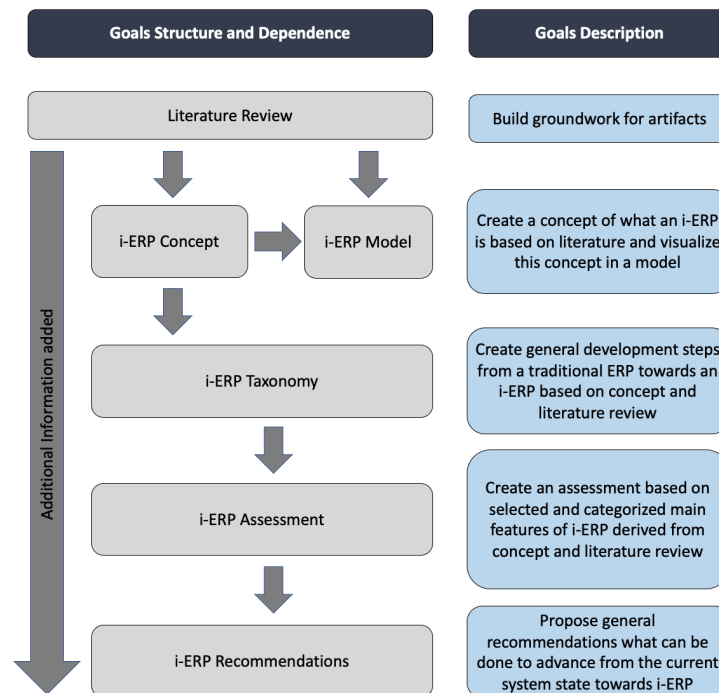 Goals Structure and Dependence
Goals Description
Literature Review
Build groundwork for artifacts
i-ERP Concept
i-ERP Model
Create a concept of what an i-ERP
is based on literature and visualize
this concept in a model
Additional Information added
i-ERP Taxonomy
Create general development steps
from a traditional ERP towards an
i-ERP based on concept and
literature review
i-ERP Assessment
Create an assessment based on
selected and categorized main
features of i-ERP derived from
concept and literature review
i-ERP Recommendations
Propose general
recommendations what can be
done to advance from the current
system state towards i-ERP